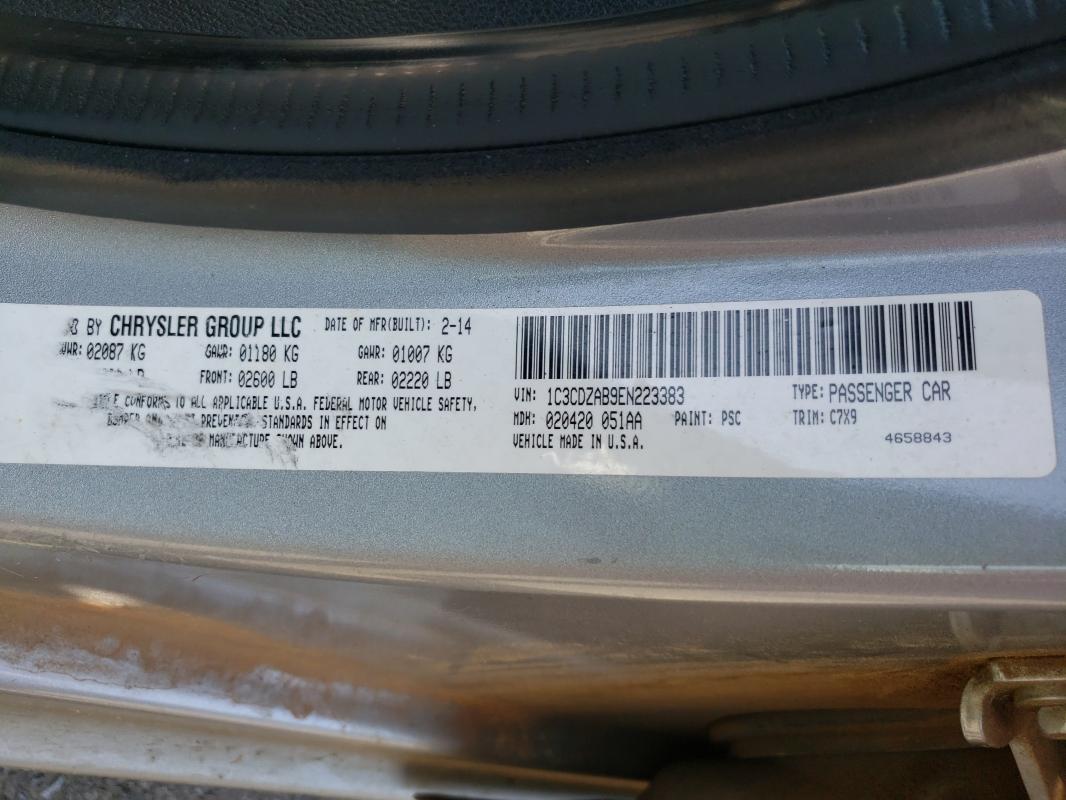 BY CHRYSLER GROUP LLC DATE OF MFR(BUILT): 2-14
02087 KG GAWR: 01180 KG GAWR: 01007 KG
FRONT: 02600 LB REAR: 02220 LB
CONFORMS TO ALL APPLICABLE U.S.A. FEDERAL MOTOR VEHICLE SAFETY,
STANDARDS IN EFFECT ON
MANUFACTURE SHOWN ABOVE.
VIN: 1C3CDZAB9EN223383 TYPE: PASSENGER CAR
MDH: 020420 051AA PAINT: PSC TRIM: C7X9
VEHICLE MADE IN U.S.A. 4658843